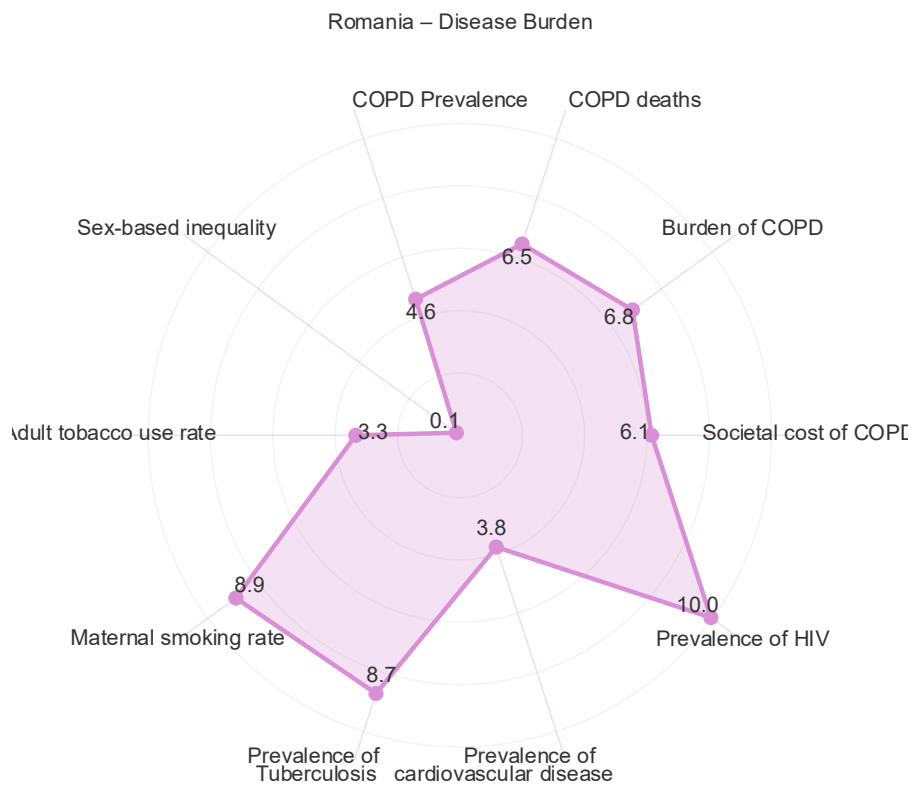 Romania – Disease Burden
COPD Prevalence
COPD deaths
Sex-based inequality
Burden of COPD
6.5
4.6
6.8
0.1
Adult tobacco use rate
3.3
6.1
Societal cost of COPD
3.8
8.9
10.0
Maternal smoking rate
Prevalence of HIV
8.7
Prevalence of
Tuberculosis
Prevalence of
cardiovascular disease